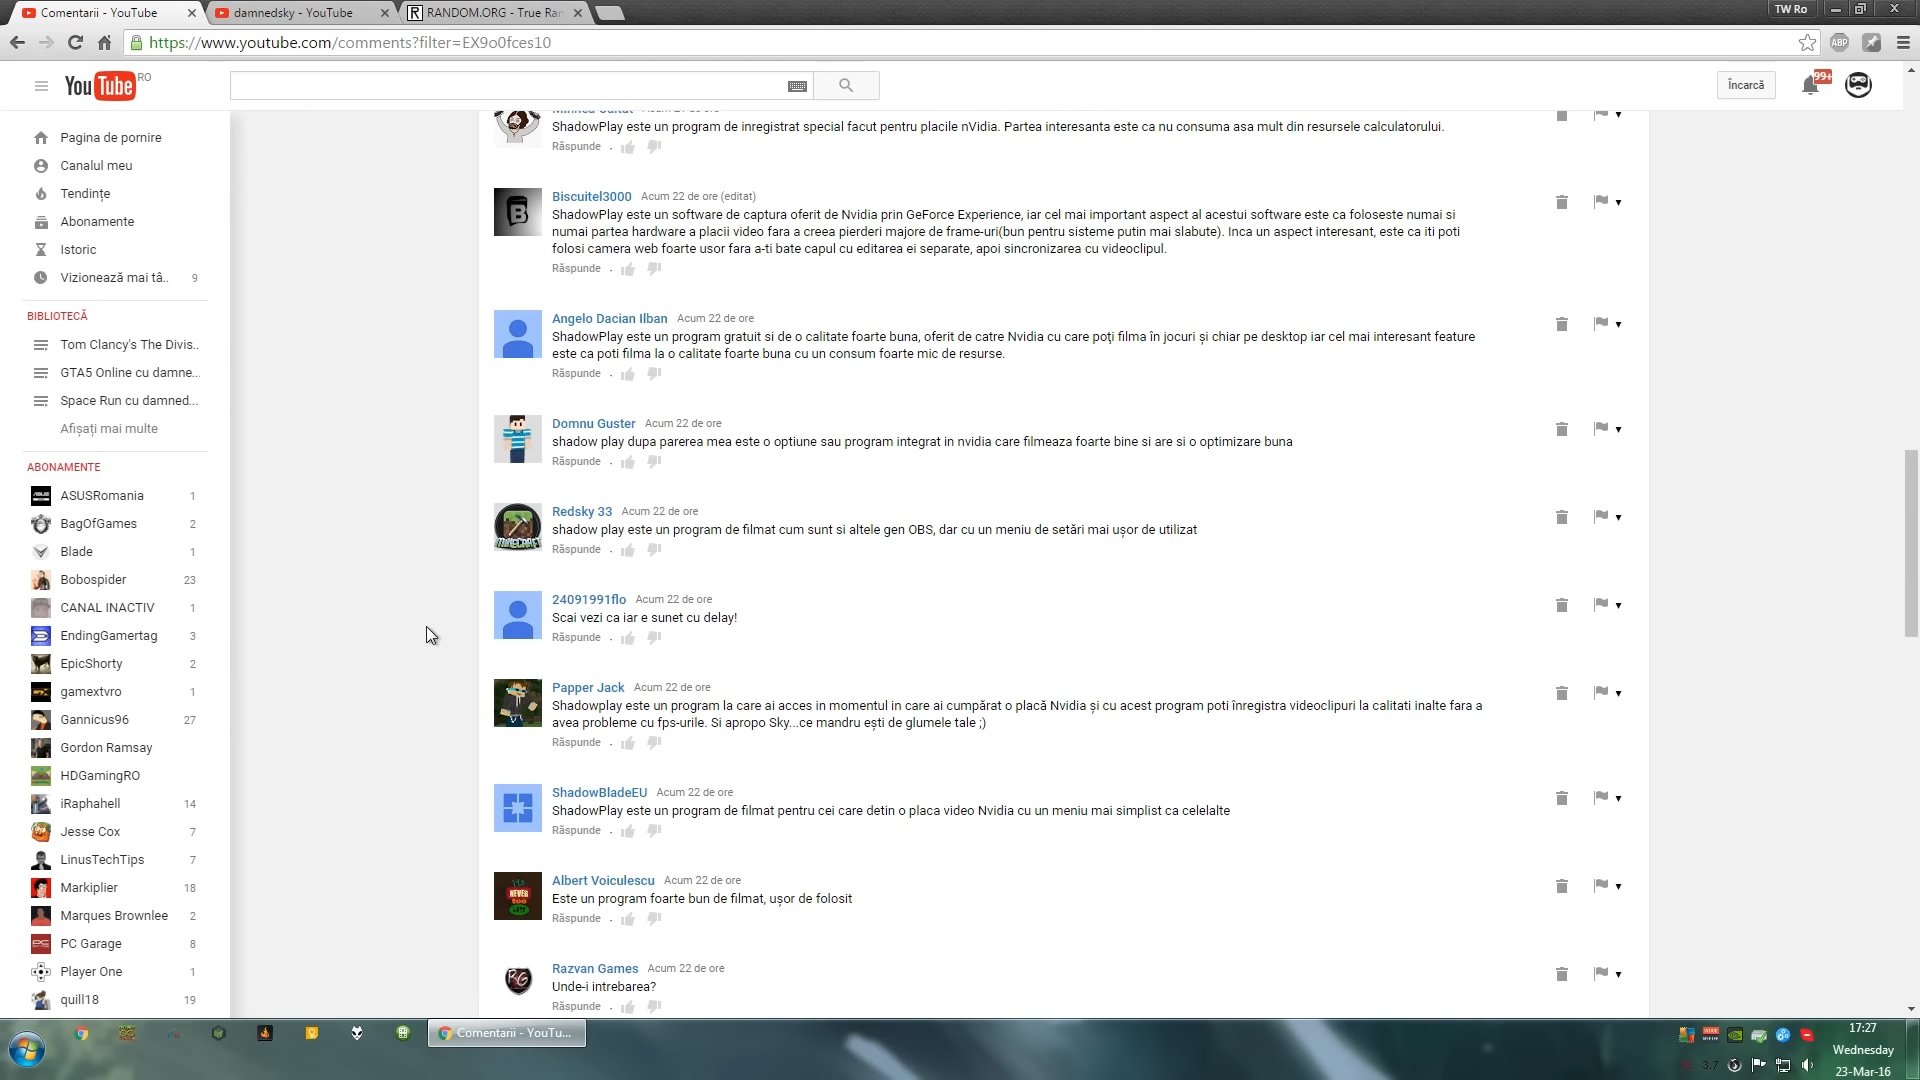 Comentarii - YouTube
damnedsky - YouTube
RANDOM.ORG - True Ran
TW Ro
https://www.youtube.com/comments?filter=EX9o0fces10
ABP
YouTube RO
Încarcă
99+
Pagina de pornire
Canalul meu
Tendințe
Abonamente
Istoric
Vizionează mai tâ.. 9
BIBLIOTECĂ
Tom Clancy's The Divis..
GTA5 Online cu damne...
Space Run cu damned...
Afișați mai multe
ABONAMENTE
ASUSRomania 1
BagOfGames 2
Blade 1
Bobospider 23
CANAL INACTIV 1
EndingGamertag 3
EpicShorty 2
gamextvro 1
Gannicus96 27
Gordon Ramsay
HDGamingRO
iRaphahell 14
Jesse Cox 7
LinusTechTips 7
Markiplier 18
Marques Brownlee 2
PC Garage 8
Player One 1
quill18 19
ShadowPlay este un program de inregistrat special facut pentru placile nVidia. Partea interesanta este ca nu consuma asa mult din resursele calculatorului.
Răspunde
Biscuitel3000 Acum 22 de ore (editat)
ShadowPlay este un software de captura oferit de Nvidia prin GeForce Experience, iar cel mai important aspect al acestui software este ca foloseste numai si
numai partea hardware a placii video fara a creea pierderi majore de frame-uri(bun pentru sisteme putin mai slabute). Inca un aspect interesant, este ca iti poti
folosi camera web foarte usor fara a-ti bate capul cu editarea ei separate, apoi sincronizarea cu videoclipul.
Răspunde
Angelo Dacian Ilban Acum 22 de ore
ShadowPlay este un program gratuit si de o calitate foarte buna, oferit de catre Nvidia cu care poţi filma în jocuri și chiar pe desktop iar cel mai interesant feature
este ca poti filma la o calitate foarte buna cu un consum foarte mic de resurse.
Răspunde
Domnu Guster Acum 22 de ore
shadow play dupa parerea mea este o optiune sau program integrat in nvidia care filmeaza foarte bine si are si o optimizare buna
Răspunde
MINECRAFT
Redsky 33 Acum 22 de ore
shadow play este un program de filmat cum sunt si altele gen OBS, dar cu un meniu de setări mai ușor de utilizat
Răspunde
24091991flo Acum 22 de ore
Scai vezi ca iar e sunet cu delay!
Răspunde
Papper Jack Acum 22 de ore
Shadowplay este un program la care ai acces in momentul in care ai cumpărat o placă Nvidia și cu acest program poti înregistra videoclipuri la calitati inalte fara a
avea probleme cu fps-urile. Si apropo Sky...ce mandru ești de glumele tale ;)
Răspunde
ShadowBladeEU Acum 22 de ore
ShadowPlay este un program de filmat pentru cei care detin o placa video Nvidia cu un meniu mai simplist ca celelalte
Răspunde
Albert Voiculescu Acum 22 de ore
Este un program foarte bun de filmat, ușor de folosit
Răspunde
Razvan Games Acum 22 de ore
Unde-i intrebarea?
Răspunde
Comentarii - YouTu...
17:27
Wednesday
23-Mar-16